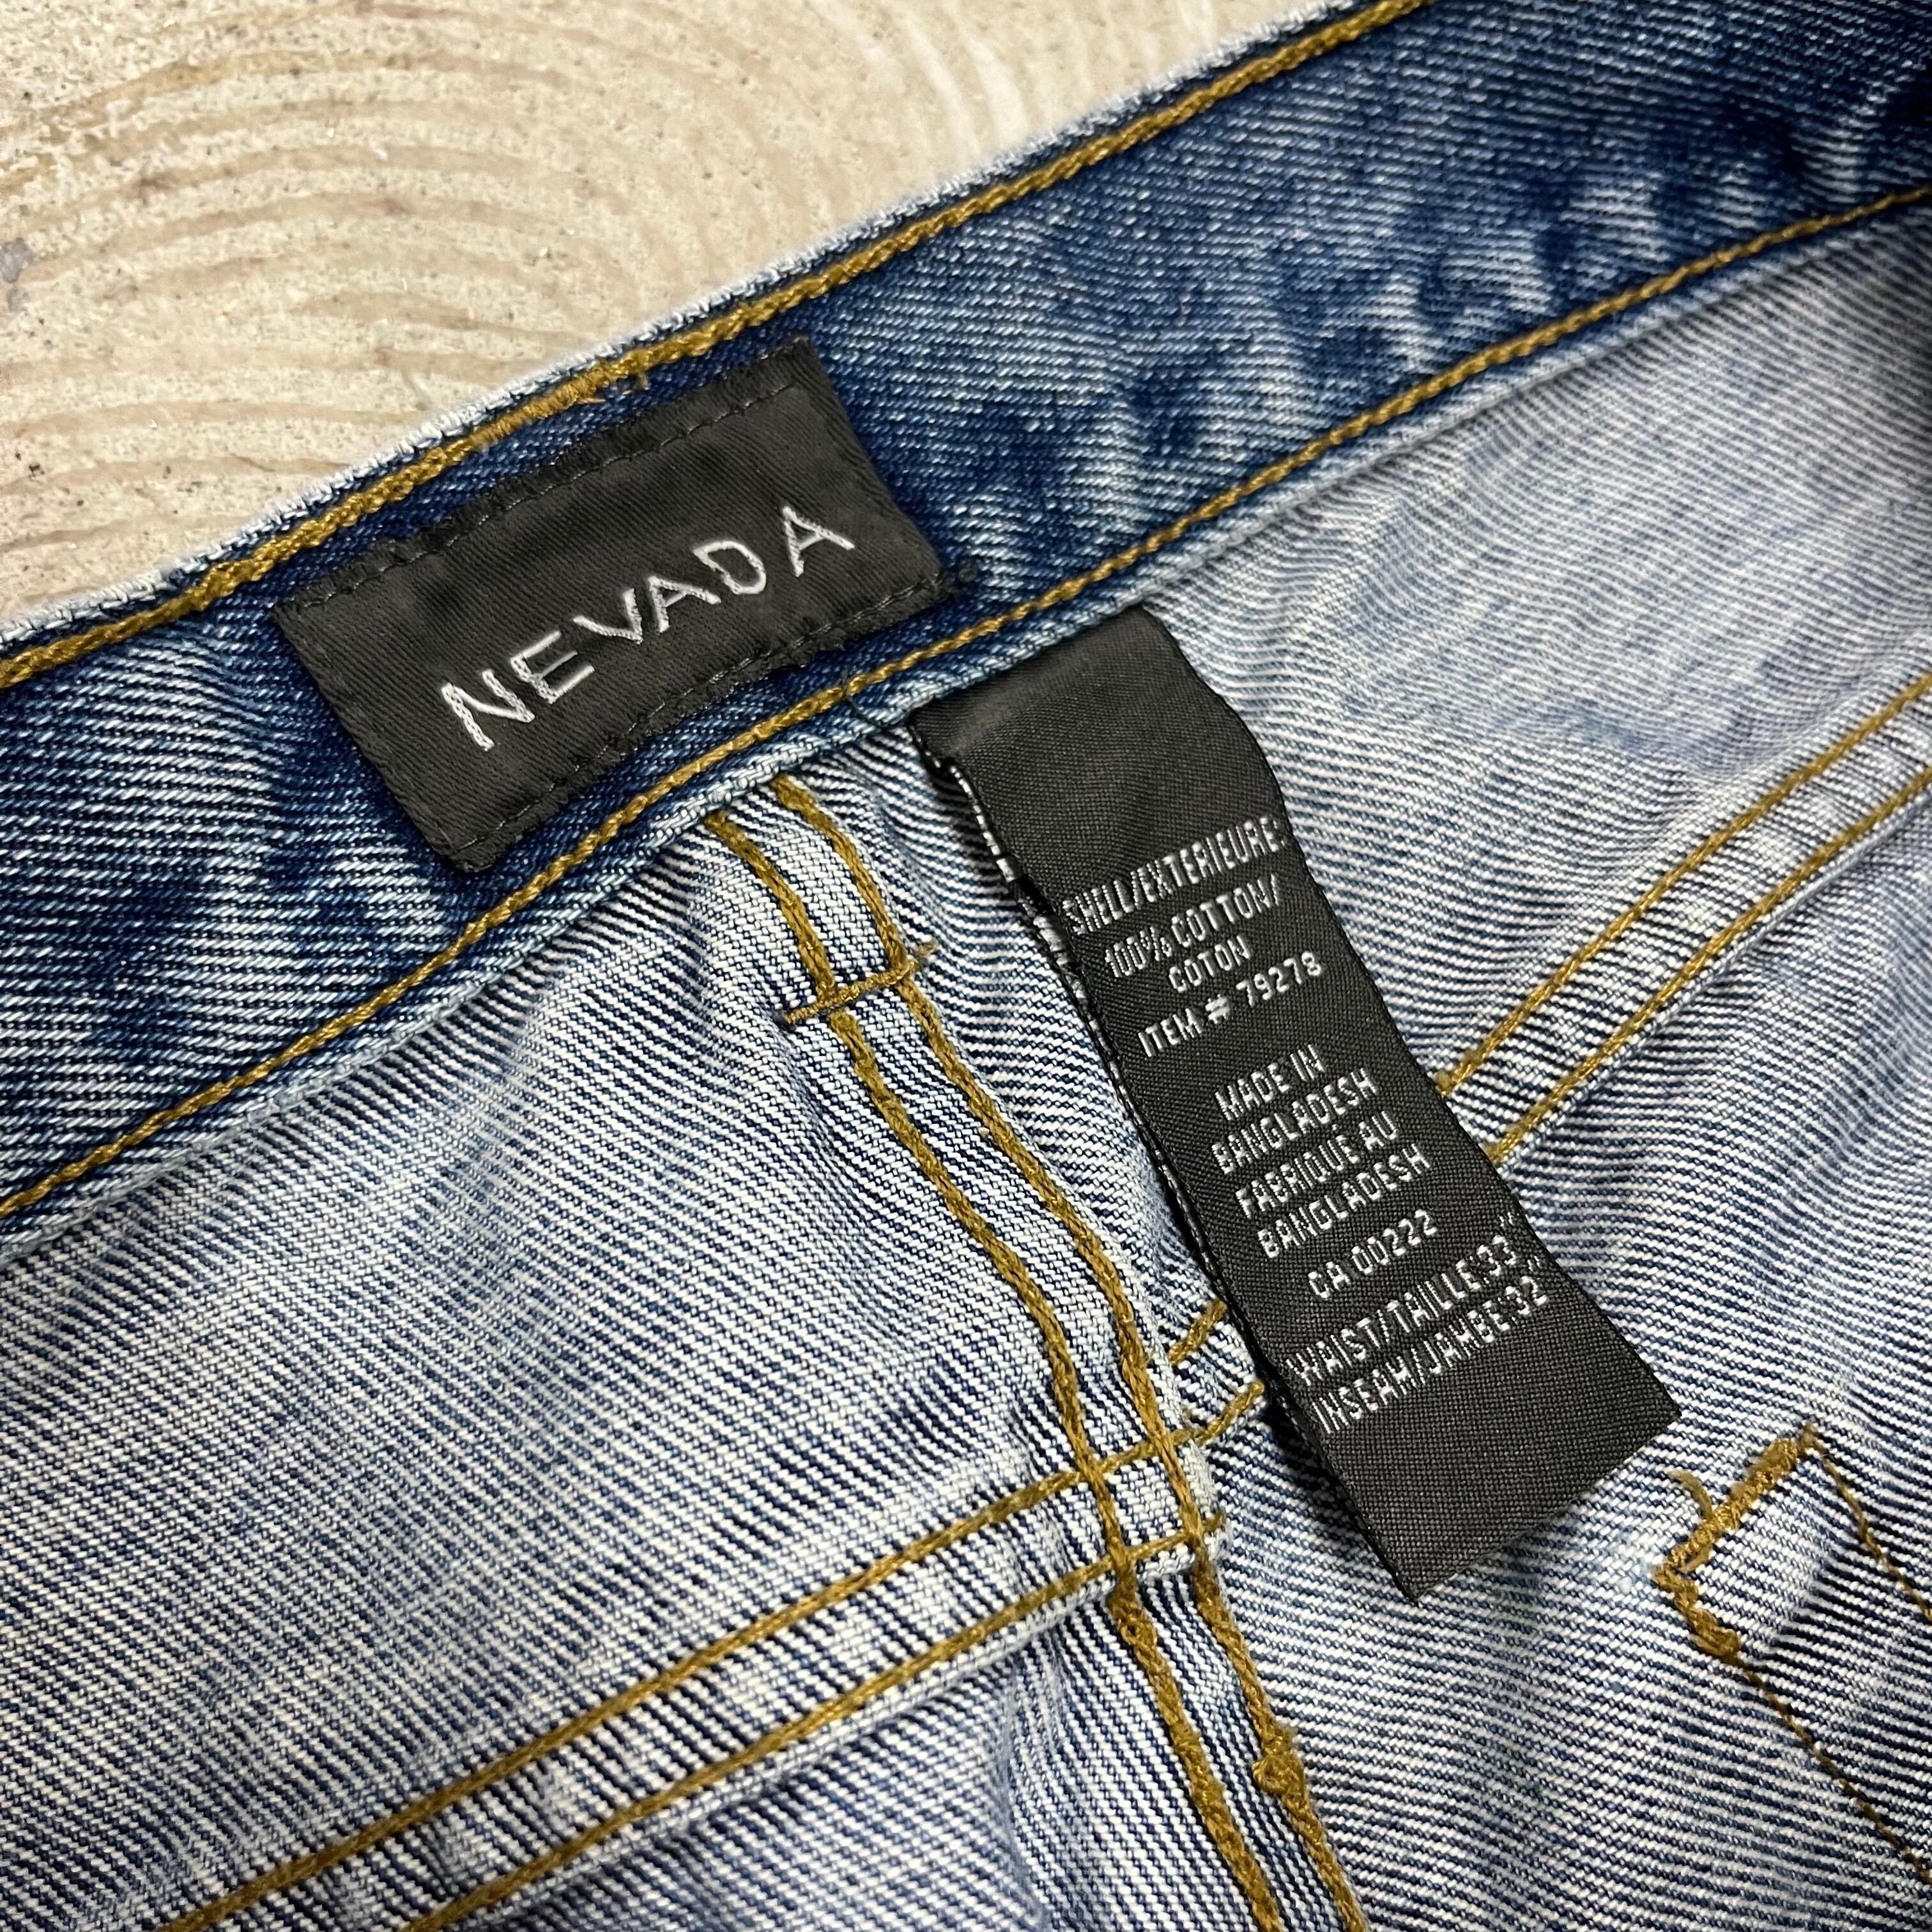 NEVADA
SHELL/EXTERIEURE:
100% COTTON/
COTON
ITEM # 79278
MADE IN
BANGLADESH
FABRIQUE AU
BANGLADESH
CA 00222
WAIST/TAILLE:33"
INSEAM/JAMBE:32"